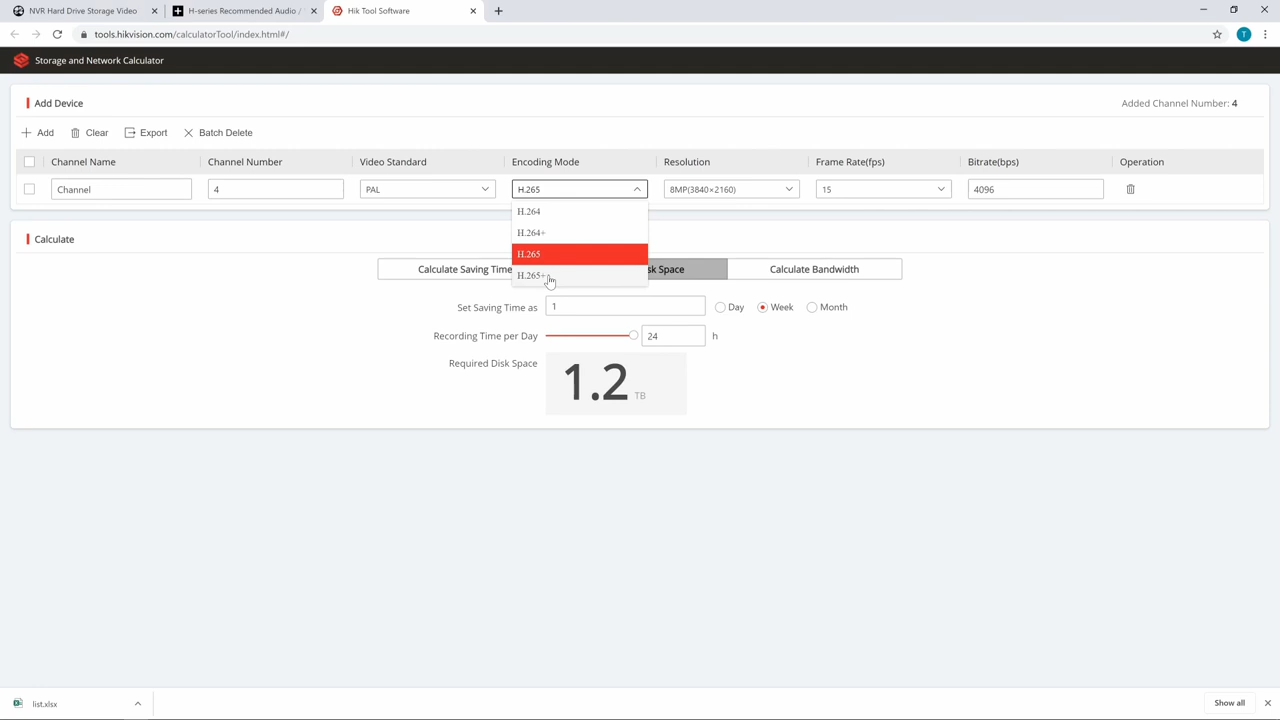 NVR Hard Drive Storage Video
H-series Recommended Audio /
Hik Tool Software
tools.hikvision.com/calculatorTool/index.html#/
T
Storage and Network Calculator
Add Device
Added Channel Number: 4
Add Clear Export Batch Delete
Channel Name Channel Number Video Standard Encoding Mode Resolution Frame Rate(fps) Bitrate(bps) Operation
Channel 4 PAL H.265 8MP(3840×2160) 15 4096
H.264
H.264+
H.265
H.265+
Calculate
Calculate Saving Time sk Space Calculate Bandwidth
Set Saving Time as 1 Day Week Month
Recording Time per Day 24 h
Required Disk Space 1.2 TB
list.xlsx
Show all